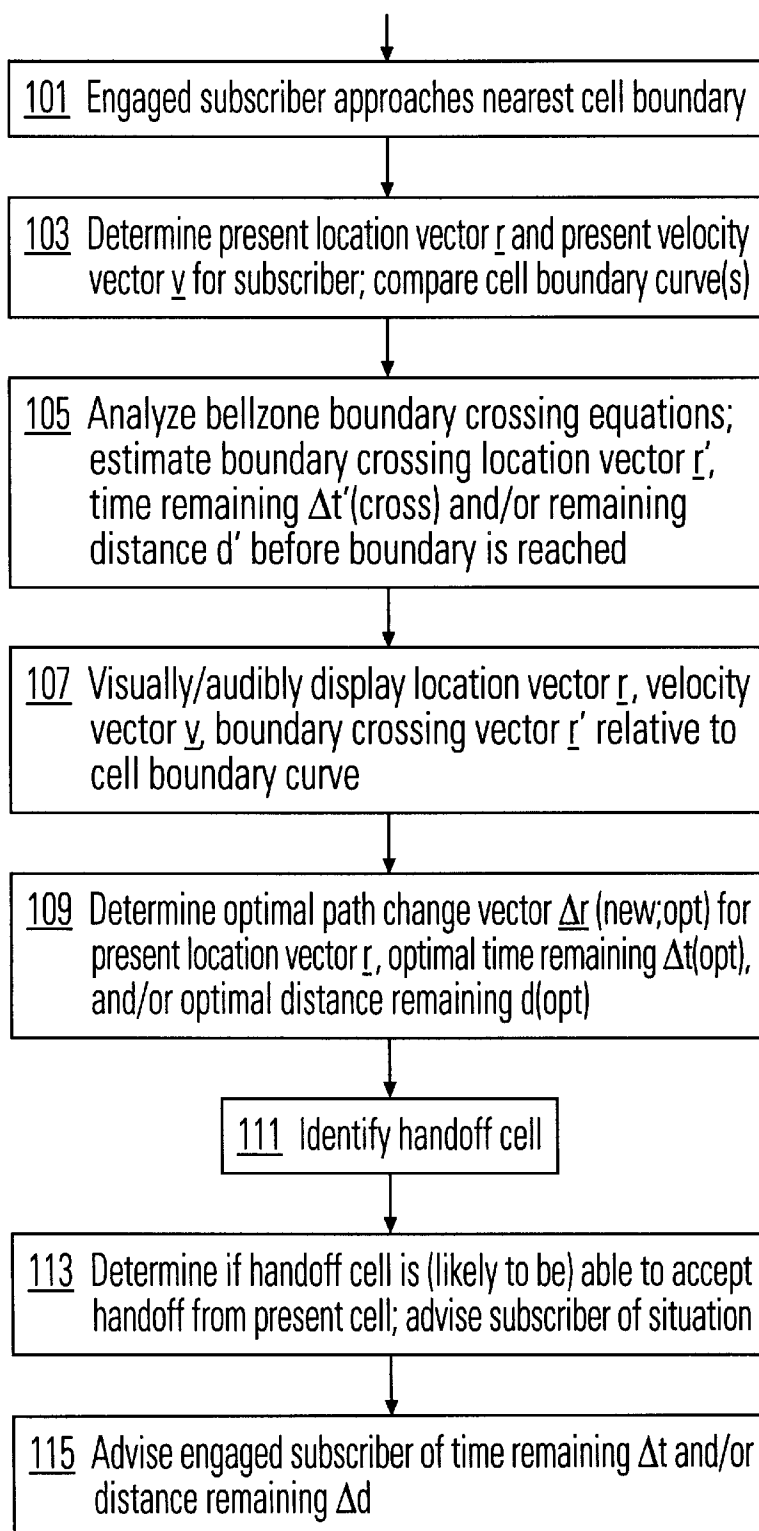 101 Engaged subscriber approaches nearest cell boundary
103 Determine present location vector r and present velocity
vector v for subscriber; compare cell boundary curve(s)
105 Analyze bellzone boundary crossing equations;
estimate boundary crossing location vector r',
time remaining Δt'(cross) and/or remaining
distance d' before boundary is reached
107 Visually/audibly display location vector r, velocity
vector v, boundary crossing vector r' relative to
cell boundary curve
109 Determine optimal path change vector Δr (new;opt) for
present location vector r, optimal time remaining Δt(opt),
and/or optimal distance remaining d(opt)
111 Identify handoff cell
113 Determine if handoff cell is (likely to be) able to accept
handoff from present cell; advise subscriber of situation
115 Advise engaged subscriber of time remaining Δt and/or
distance remaining Δd